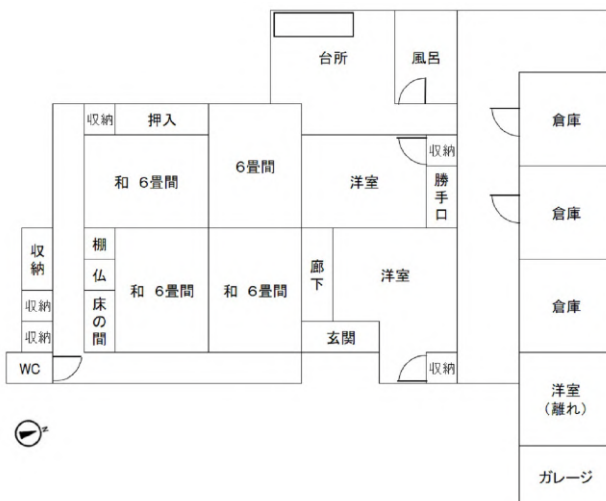 台所
風呂
収納
押入
倉庫
6畳間
収納
和 6畳間
洋室
勝手口
倉庫
収納
棚
仏
床の間
和 6畳間
和 6畳間
廊下
洋室
収納
収納
倉庫
玄関
WC
収納
洋室
(離れ)
ガレージ
N